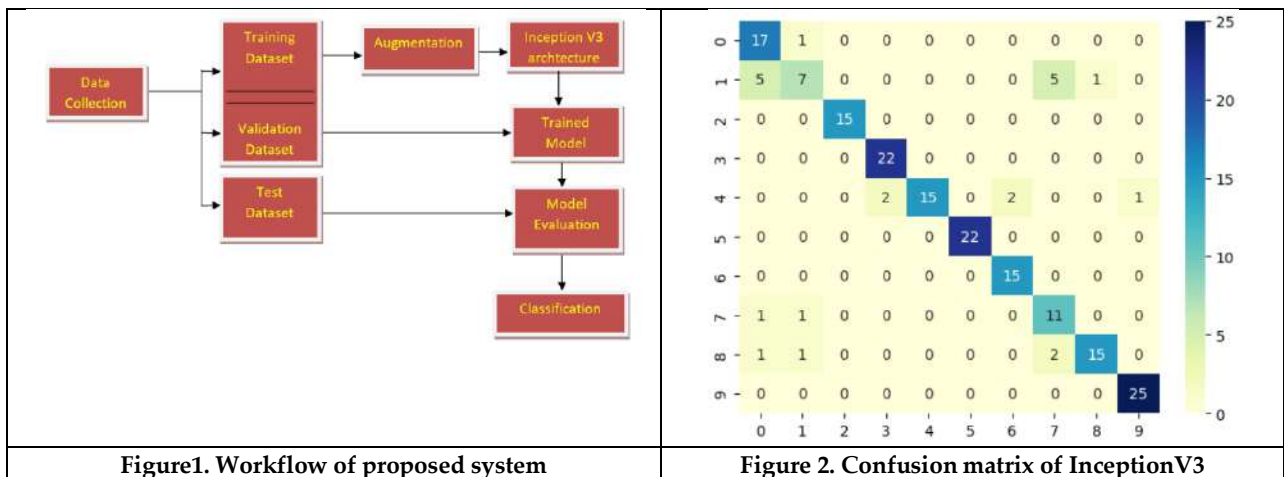 Data
Collection
Training
Dataset
Validation
Dataset
Test
Dataset
Augmentation
Inception V3
archtecture
Trained
Model
Model
Evaluation
Classification
Figure1. Workflow of proposed system
0 17 1 0 0 0 0 0 0 0 0
1 5 7 0 0 0 0 0 5 1 0
2 0 0 15 0 0 0 0 0 0 0
3 0 0 0 22 0 0 0 0 0 0
4 0 0 0 2 15 0 2 0 0 1
5 0 0 0 0 0 22 0 0 0 0
6 0 0 0 0 0 0 15 0 0 0
7 1 1 0 0 0 0 0 11 0 0
8 1 1 0 0 0 0 0 2 15 0
9 0 0 0 0 0 0 0 0 0 25
0 1 2 3 4 5 6 7 8 9
25
20
15
10
5
0
Figure 2. Confusion matrix of InceptionV3